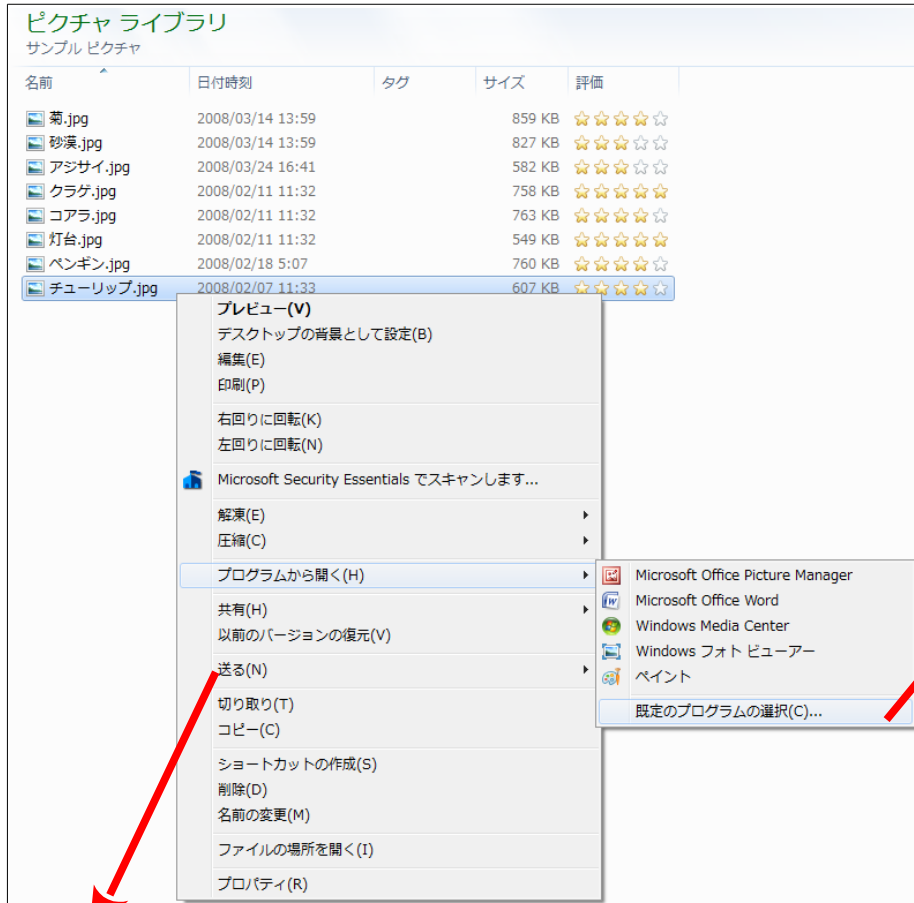 ピクチャ ライブラリ
サンプル ピクチャ
名前 日付時刻 タグ サイズ 評価
菊.jpg 2008/03/14 13:59 859 KB
砂漠.jpg 2008/03/14 13:59 827 KB
アジサイ.jpg 2008/03/24 16:41 582 KB
クラゲ.jpg 2008/02/11 11:32 758 KB
コアラ.jpg 2008/02/11 11:32 763 KB
灯台.jpg 2008/02/11 11:32 549 KB
ペンギン.jpg 2008/02/18 5:07 760 KB
チューリップ.jpg 2008/02/07 11:33 607 KB
プレビュー(V)
デスクトップの背景として設定(B)
編集(E)
印刷(P)
右回りに回転(K)
左回りに回転(N)
Microsoft Security Essentials でスキャンします...
解凍(E)
圧縮(C)
プログラムから開く(H)
共有(H)
以前のバージョンの復元(V)
送る(N)
切り取り(T)
コピー(C)
ショートカットの作成(S)
削除(D)
名前の変更(M)
ファイルの場所を開く(I)
プロパティ(R)
Microsoft Office Picture Manager
Microsoft Office Word
Windows Media Center
Windows フォト ビューアー
ペイント
既定のプログラムの選択(C)...